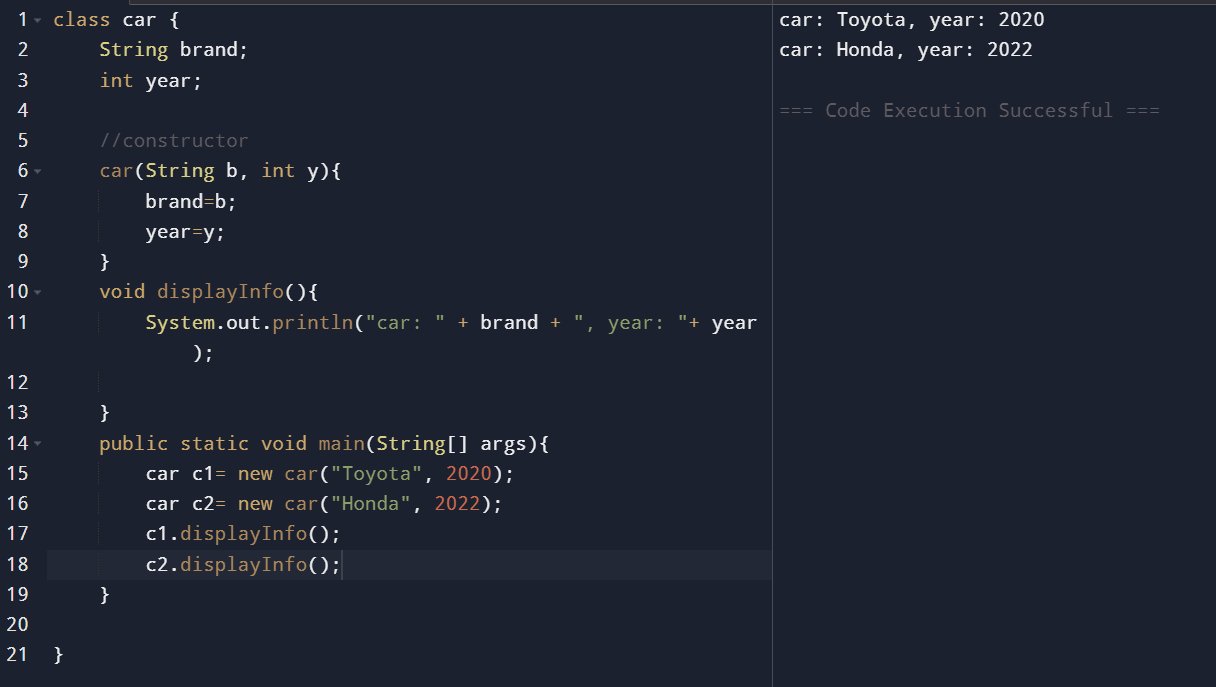 1 class car {
2     String brand;
3     int year;
4
5     //constructor
6     car(String b, int y){
7         brand=b;
8         year=y;
9     }
10     void displayInfo(){
11         System.out.println("car: " + brand + ", year: "+ year
            );
12
13     }
14     public static void main(String[] args){
15         car c1= new car("Toyota", 2020);
16         car c2= new car("Honda", 2022);
17         c1.displayInfo();
18         c2.displayInfo();
19     }
20
21 }
car: Toyota, year: 2020
car: Honda, year: 2022
=== Code Execution Successful ===